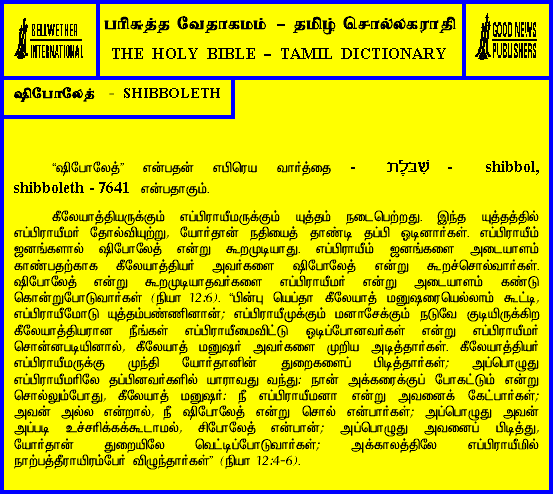 BELLWETHER
INTERNATIONAL
பரிசுத்த வேதாகமம் – தமிழ் சொல்லகராதி
THE HOLY BIBLE – TAMIL DICTIONARY
GOOD NEWS
PUBLISHERS
ஷிபோலேத் - SHIBBOLETH
“ஷிபோலேத்” என்பதன் எபிரெய வார்த்தை - שׁבּלת - shibbol,
shibboleth - 7641 என்பதாகும்.
கீலேயாத்தியருக்கும் எப்பிராயீமருக்கும் யுத்தம் நடைபெற்றது. இந்த யுத்தத்தில்
எப்பிராயீமர் தோல்வியுற்று, யோர்தான் நதியைத் தாண்டி தப்பி ஓடினார்கள். எப்பிராயீம்
ஜனங்களால் ஷிபோலேத் என்று கூறமுடியாது. எப்பிராயீம் ஜனங்களை அடையாளம்
காண்பதற்காக கீலேயாத்தியர் அவர்களை ஷிபோலேத் என்று கூறச்சொல்வார்கள்.
ஷிபோலேத் என்று கூறமுடியாதவர்களை எப்பிராயீமர் என்று அடையாளம் கண்டு
கொன்றுபோடுவார்கள் (நியா 12:6). “பின்பு யெப்தா கீலேயாத் மனுஷரையெல்லாம் கூட்டி,
எப்பிராயீமோடு யுத்தம்பண்ணினான்; எப்பிராயீமுக்கும் மனாசேக்கும் நடுவே குடியிருக்கிற
கீலேயாத்தியரான நீங்கள் எப்பிராயீமைவிட்டு ஓடிப்போனவர்கள் என்று எப்பிராயீமர்
சொன்னபடியினால், கீலேயாத் மனுஷர் அவர்களை முறிய அடித்தார்கள். கீலேயாத்தியர்
எப்பிராயீமருக்கு முந்தி யோர்தானின் துறைகளைப் பிடித்தார்கள்; அப்பொழுது
எப்பிராயீமரிலே தப்பினவர்களில் யாராவது வந்து: நான் அக்கரைக்குப் போகட்டும் என்று
சொல்லும்போது, கீலேயாத் மனுஷர்: நீ எப்பிராயீமனா என்று அவனைக் கேட்பார்கள்;
அவன் அல்ல என்றால், நீ ஷிபோலேத் என்று சொல் என்பார்கள்; அப்பொழுது அவன்
அப்படி உச்சரிக்கக்கூடாமல், சிபோலேத் என்பான்; அப்பொழுது அவனைப் பிடித்து,
யோர்தான் துறையிலே வெட்டிப்போடுவார்கள்; அக்காலத்திலே எப்பிராயீமில்
நாற்பத்தீராயிரம்பேர் விழுந்தார்கள்” (நியா 12:4-6).